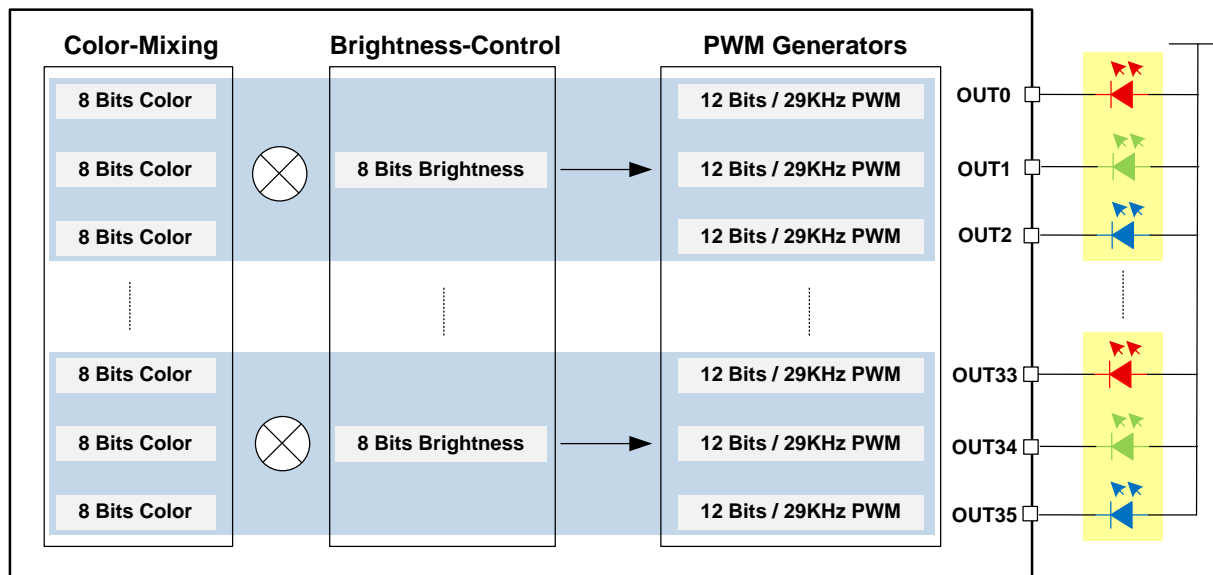 Color-Mixing Brightness-Control PWM Generators
8 Bits Color 12 Bits / 29KHz PWM OUT0
8 Bits Color 8 Bits Brightness 12 Bits / 29KHz PWM OUT1
8 Bits Color 12 Bits / 29KHz PWM OUT2
8 Bits Color 12 Bits / 29KHz PWM OUT33
8 Bits Color 8 Bits Brightness 12 Bits / 29KHz PWM OUT34
8 Bits Color 12 Bits / 29KHz PWM OUT35